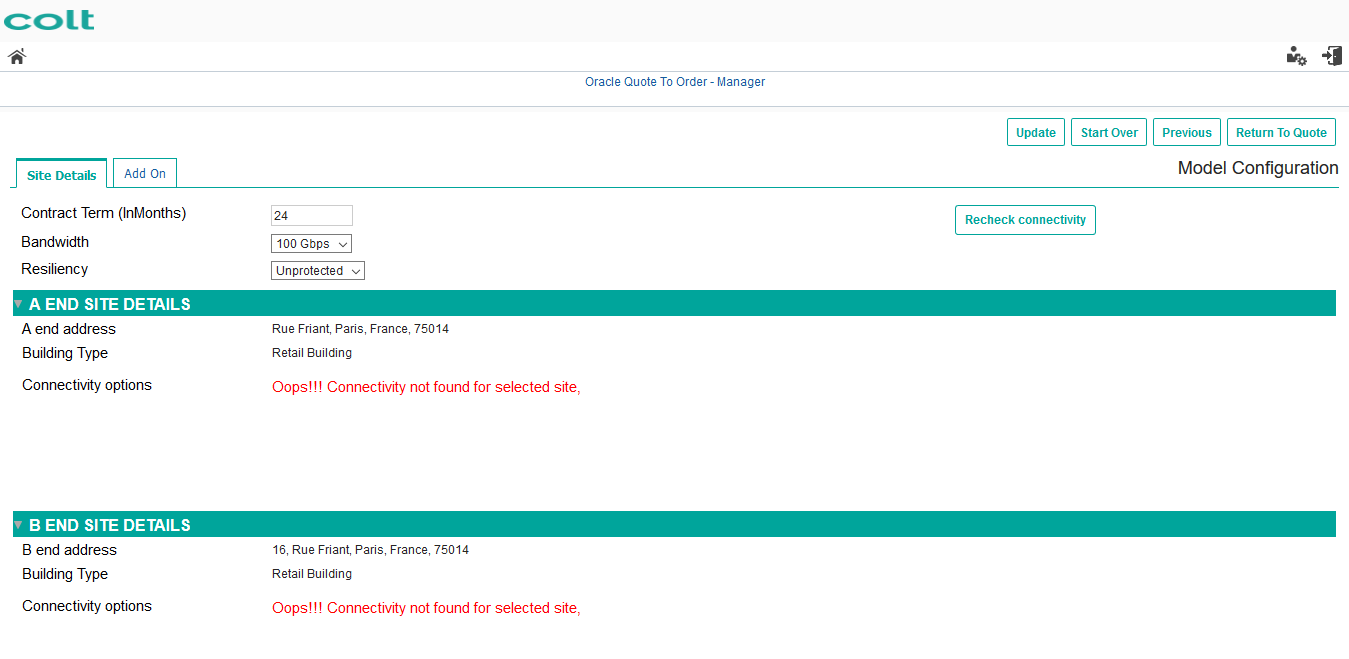 colt
Oracle Quote To Order - Manager
Update Start Over Previous Return To Quote
Site Details Add On Model Configuration
Contract Term (InMonths) 24 Recheck connectivity
Bandwidth 100 Gbps
Resiliency Unprotected
A END SITE DETAILS
A end address Rue Friant, Paris, France, 75014
Building Type Retail Building
Connectivity options Oops!!! Connectivity not found for selected site,
B END SITE DETAILS
B end address 16, Rue Friant, Paris, France, 75014
Building Type Retail Building
Connectivity options Oops!!! Connectivity not found for selected site,